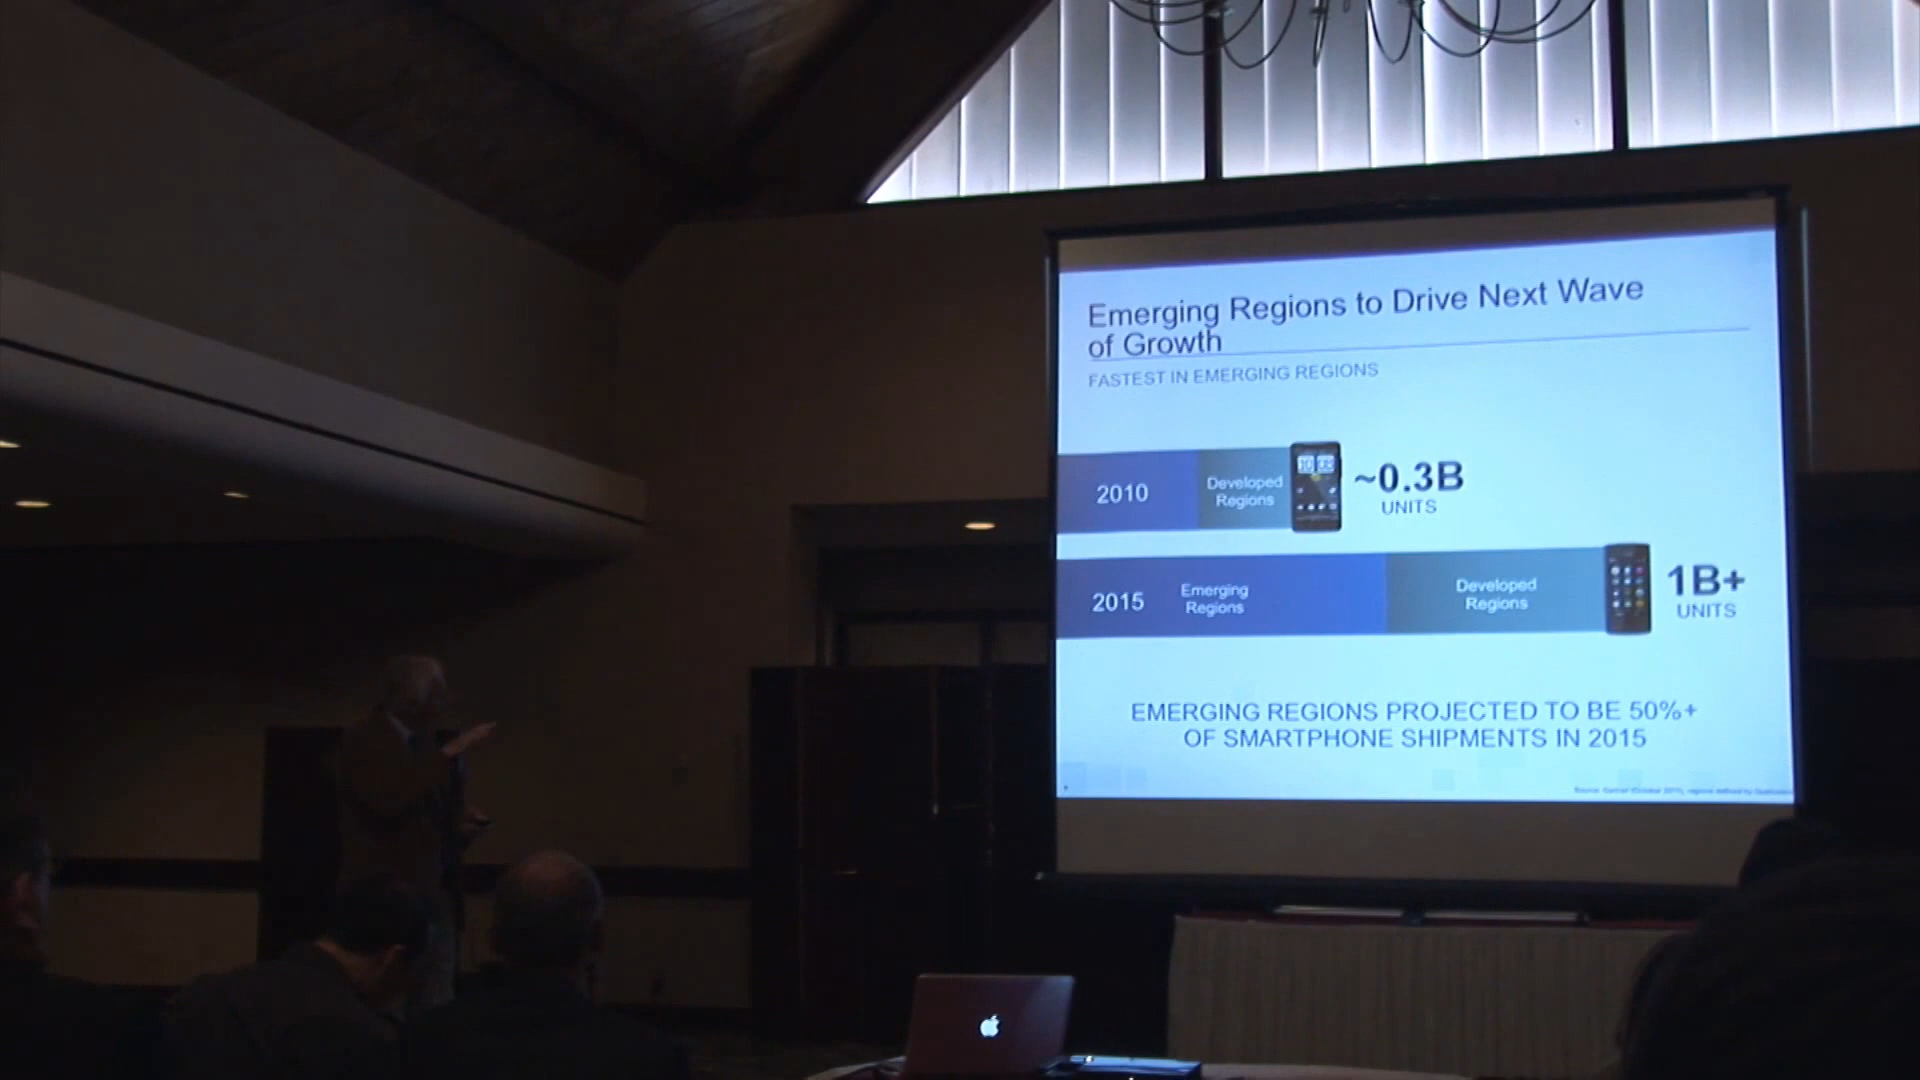 Emerging Regions to Drive Next Wave
of Growth
FASTEST IN EMERGING REGIONS
2010
Developed
Regions
~0.3B
UNITS
2015
Emerging
Regions
Developed
Regions
1B+
UNITS
EMERGING REGIONS PROJECTED TO BE 50%+
OF SMARTPHONE SHIPMENTS IN 2015